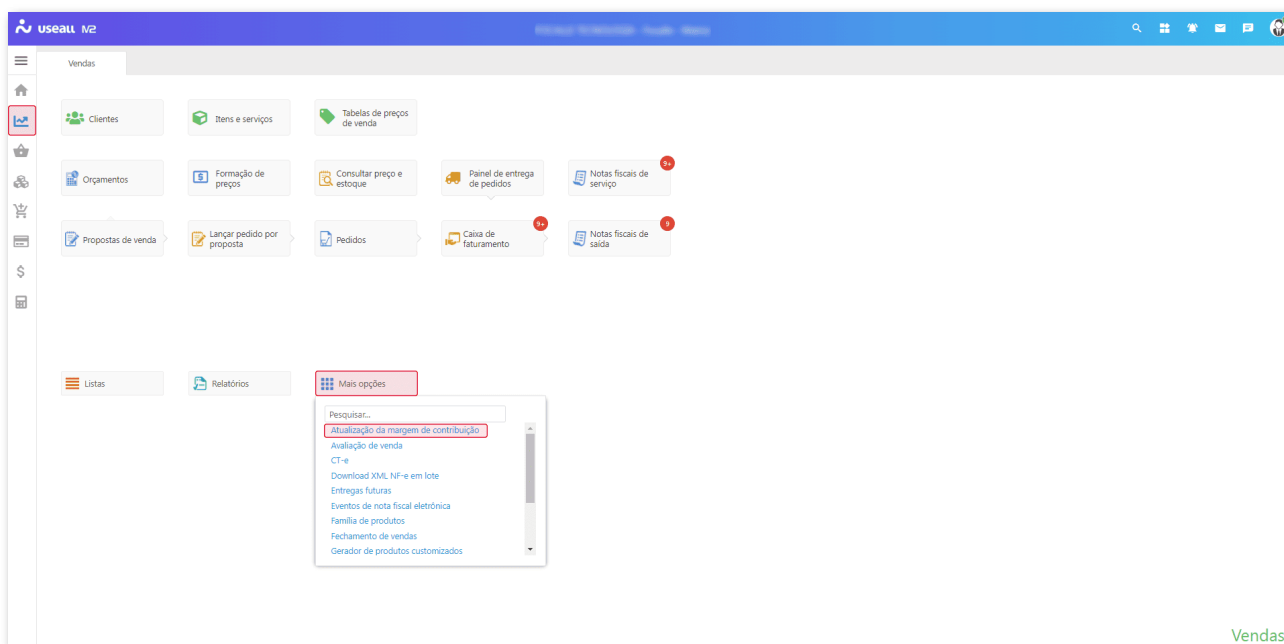 useall M2
Vendas
Clientes
Itens e serviços
Tabelas de preços
de venda
Orçamentos
Formação de
preços
Consultar preço e
estoque
Painel de entrega
de pedidos
Notas fiscais de
serviço
9+
Propostas de venda
Lançar pedido por
proposta
Pedidos
Caixa de
faturamento
9+
Notas fiscais de
saída
9
Listas
Relatórios
Mais opções
Pesquisar...
Atualização da margem de contribuição
Avaliação de venda
CT-e
Download XML NF-e em lote
Entregas futuras
Eventos de nota fiscal eletrônica
Família de produtos
Fechamento de vendas
Gerador de produtos customizados
Vendas